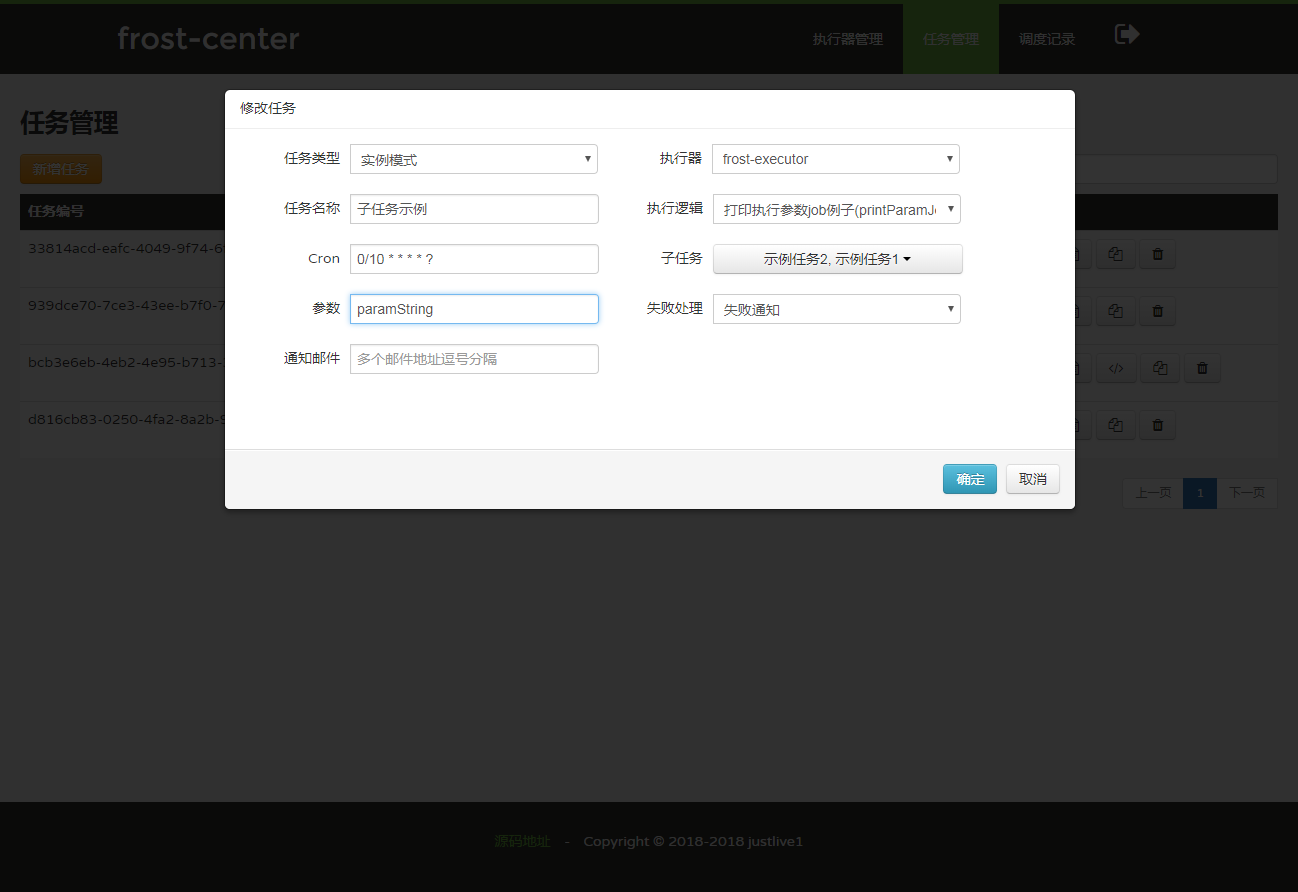 frost-center
执行器管理
任务管理
调度记录
任务管理
新增任务
任务编号
33814acd-eafc-4049-9f74-6
939dce70-7ce3-43ee-b7f0-7
bcb3e6eb-4eb2-4e95-b713-
d816cb83-0250-4fa2-8a2b-9
修改任务
任务类型 实例模式
执行器 frost-executor
任务名称 子任务示例
执行逻辑 打印执行参数job例子(printParamJ
Cron 0/10 * * * * ?
子任务 示例任务2, 示例任务1
参数 paramString
失败处理 失败通知
通知邮件 多个邮件地址逗号分隔
确定 取消
上一页 1 下一页
源码地址 - Copyright © 2018-2018 justlive1